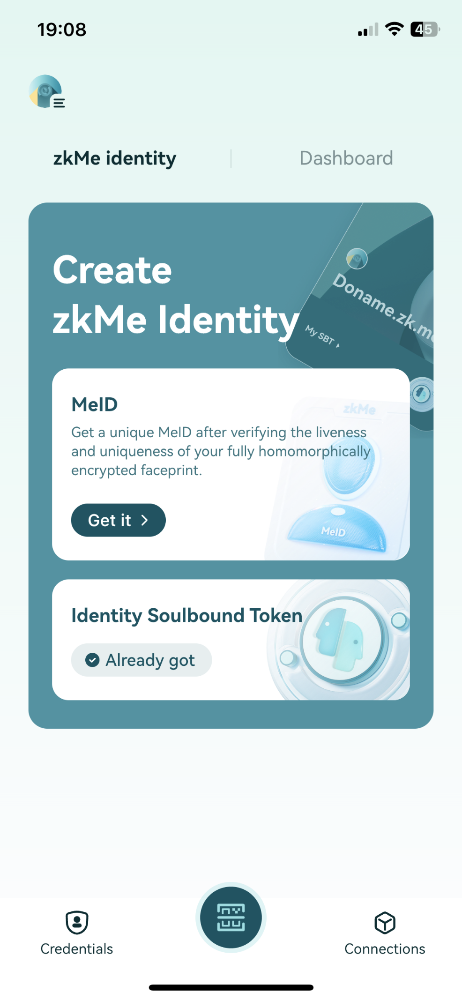 19:08
45
zkMe identity
Dashboard
Create
zkMe Identity
Doname.zk.me
My SBT
MeID
Get a unique MeID after verifying the liveness
and uniqueness of your fully homomorphically
encrypted faceprint.
zkMe
MeID
Get it
Identity Soulbound Token
Already got
Credentials
Connections